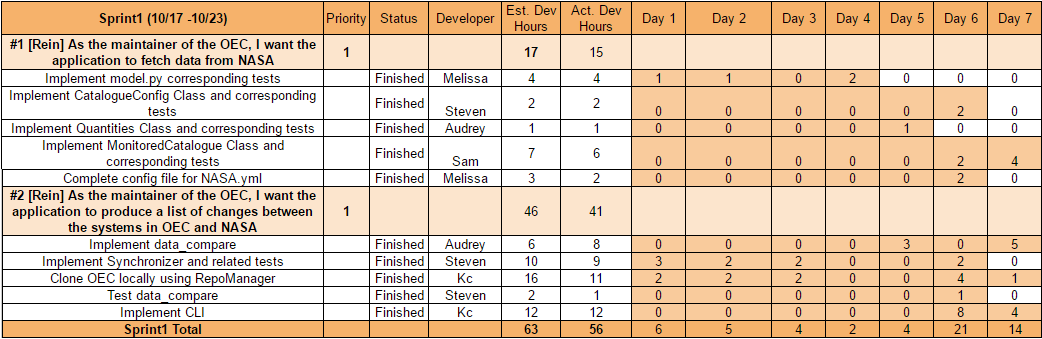 Sprint1 (10/17 -10/23) Priority Status Developer Est. Dev Hours Act. Dev Hours Day 1 Day 2 Day 3 Day 4 Day 5 Day 6 Day 7
#1 [Rein] As the maintainer of the OEC, I want the
application to fetch data from NASA 1 17 15
Implement model.py corresponding tests Finished Melissa 4 4 1 1 0 2 0 0 0
Implement CatalogueConfig Class and corresponding
tests Finished Steven 2 2 0 0 0 0 0 2 0
Implement Quantities Class and corresponding tests Finished Audrey 1 1 0 0 0 0 1 0 0
Implement MonitoredCatalogue Class and
corresponding tests Finished Sam 7 6 0 0 0 0 0 2 4
Complete config file for NASA.yml Finished Melissa 3 2 0 0 0 0 0 2 0
#2 [Rein] As the maintainer of the OEC, I want the
application to produce a list of changes between
the systems in OEC and NASA 1 46 41
Implement data_compare Finished Audrey 6 8 0 0 0 0 3 0 5
Implement Synchronizer and related tests Finished Steven 10 9 3 2 2 0 0 2 0
Clone OEC locally using RepoManager Finished Kc 16 11 2 2 2 0 0 4 1
Test data_compare Finished Steven 2 1 0 0 0 0 0 1 0
Implement CLI Finished Kc 12 12 0 0 0 0 0 8 4
Sprint1 Total 63 56 6 5 4 2 4 21 14